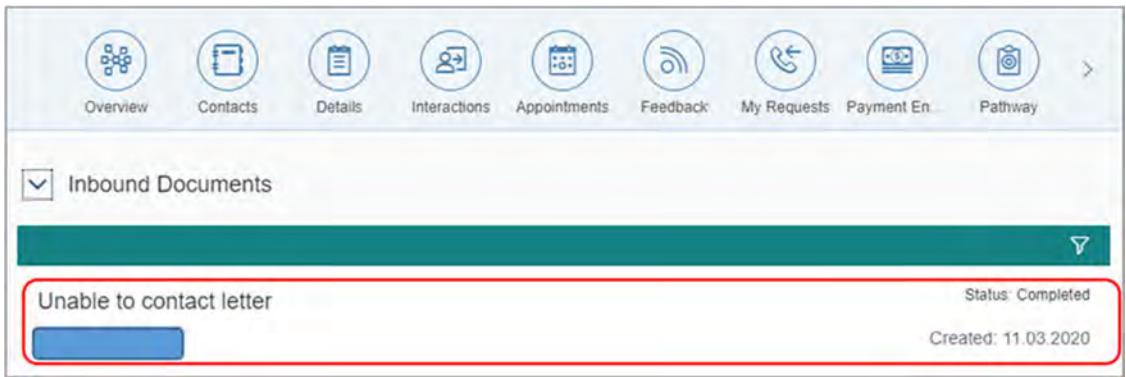 Overview Contacts Details Interactions Appointments Feedback My Requests Payment En... Pathway
Inbound Documents
Unable to contact letter
Status: Completed
Created: 11.03.2020